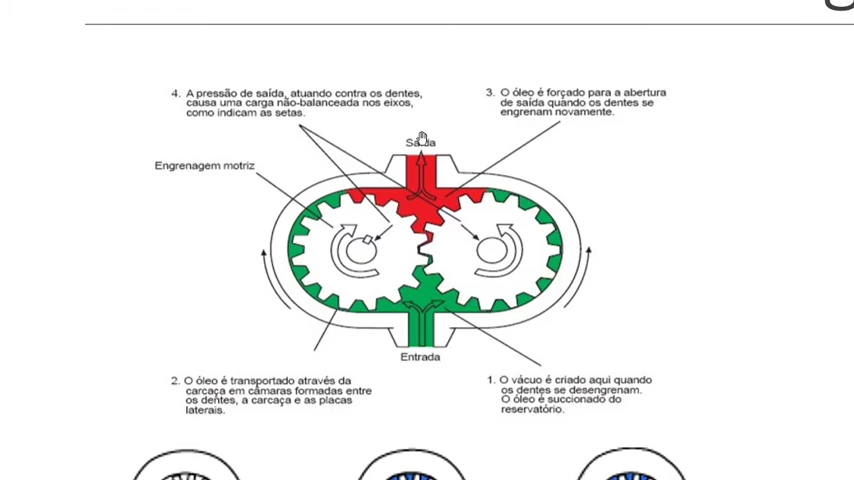 4. A pressão de saída, atuando contra os dentes,
causa uma carga não-balanceada nos eixos,
como indicam as setas.
3. O óleo é forçado para a abertura
de saída quando os dentes se
engrenam novamente.
Saída
Engrenagem motriz
Entrada
2. O óleo é transportado através da
carcaça em câmaras formadas entre
os dentes, a carcaça e as placas
laterais.
1. O vácuo é criado aqui quando
os dentes se desengrenam.
O óleo é succionado do
reservatório.